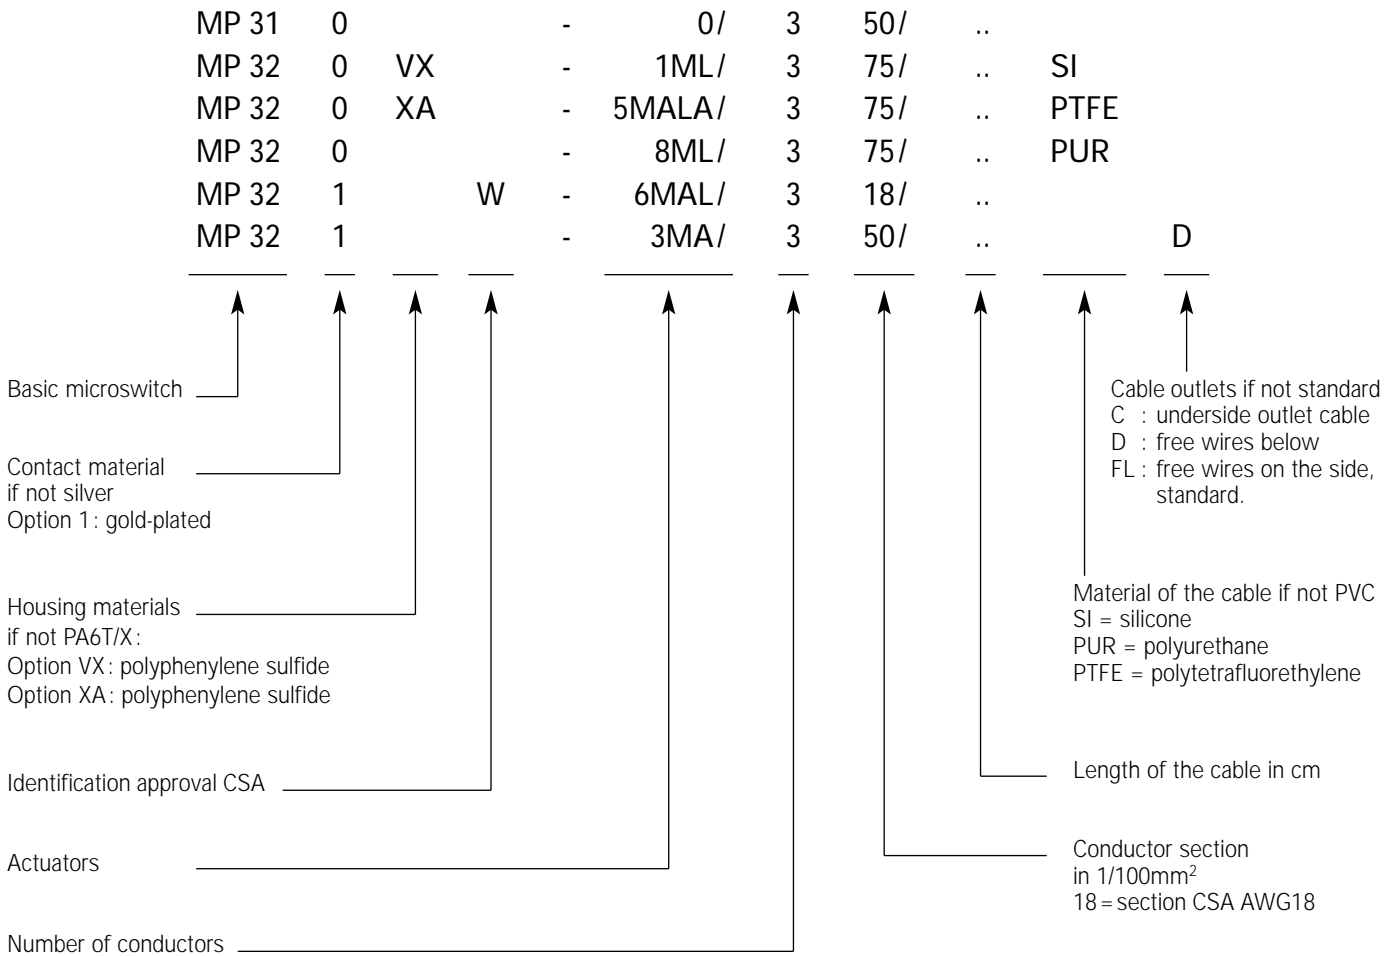 MP 31 0 - 0/ 3 50/ ..
MP 32 0 VX - 1ML/ 3 75/ .. SI
MP 32 0 XA - 5MALA/ 3 75/ .. PTFE
MP 32 0 - 8ML/ 3 75/ .. PUR
MP 32 1 W - 6MAL/ 3 18/ ..
MP 32 1 - 3MA/ 3 50/ .. D
Basic microswitch
Contact material
if not silver
Option 1: gold-plated
Housing materials
if not PA6T/X:
Option VX: polyphenylene sulfide
Option XA: polyphenylene sulfide
Identification approval CSA
Actuators
Number of conductors
Cable outlets if not standard
C : underside outlet cable
D : free wires below
FL : free wires on the side,
standard.
Material of the cable if not PVC
SI = silicone
PUR = polyurethane
PTFE = polytetrafluorethylene
Length of the cable in cm
Conductor section
in 1/100mm²
18=section CSA AWG18